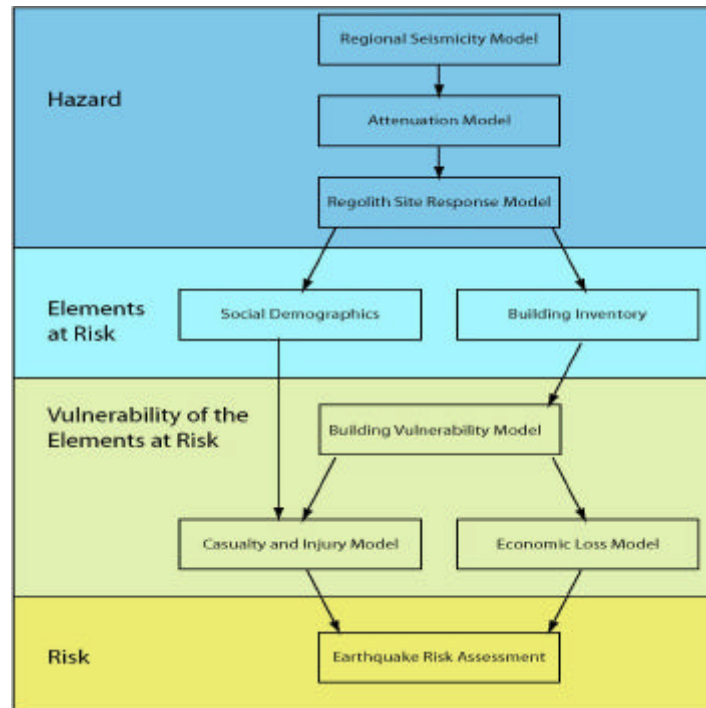 Regional Seismicity Model
Hazard
Attenuation Model
Regolith Site Response Model
Elements
at Risk
Social Demographics
Building Inventory
Vulnerability of the
Elements at Risk
Building Vulnerability Model
Casualty and Injury Model
Economic Loss Model
Risk
Earthquake Risk Assessment